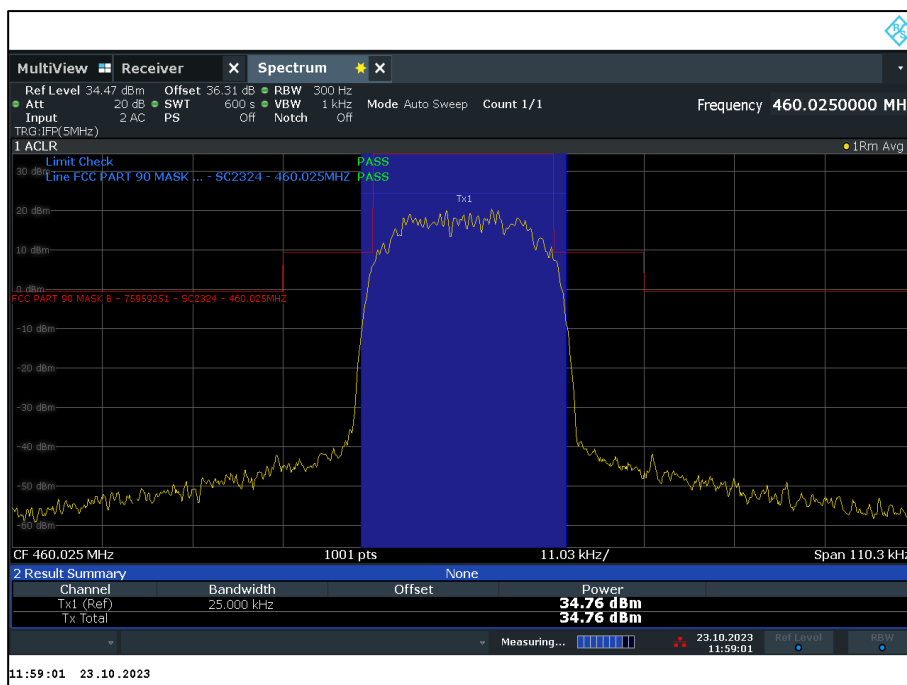 R S
MultiView Receiver X Spectrum X
Ref Level 34.47 dBm Offset 36.31 dB RBW 300 Hz
Att 20 dB SWT 600 s VBW 1 kHz Mode Auto Sweep Count 1/1 Frequency 460.0250000 MH
Input 2 AC PS Off Notch Off
TRG:IFP(5MHz)
1 ACLR 1Rm Avg
Limit Check PASS
30 dBm
Line FCC PART 90 MASK ... - SC2324 - 460.025MHZ PASS
Tx1
20 dBm
10 dBm
0 dBm
FCC PART 90 MASK B - 75959251 - SC2324 - 460.025MHZ
-10 dBm
-20 dBm
-30 dBm
-40 dBm
-50 dBm
-60 dBm
CF 460.025 MHz 1001 pts 11.03 kHz/ Span 110.3 kHz
2 Result Summary None
Channel Bandwidth Offset Power
Tx1 (Ref) 25.000 kHz 34.76 dBm
Tx Total 34.76 dBm
Measuring... 23.10.2023 Ref Level RBW
11:59:01
11:59:01 23.10.2023